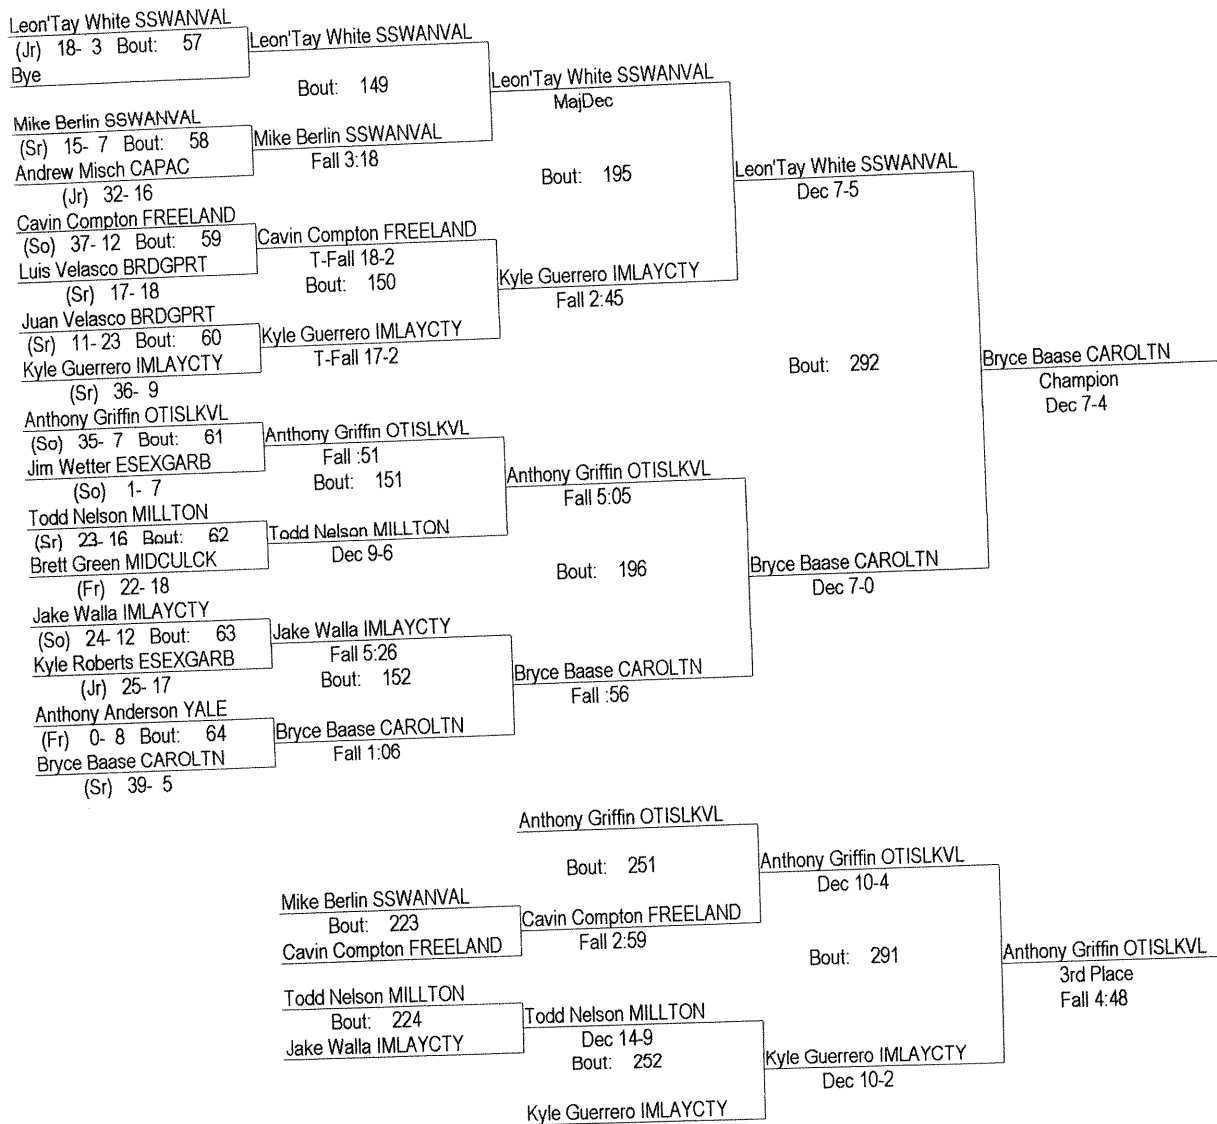 Leon'Tay White SSWANVAL
(Jr) 18- 3 Bout: 57
Bye
Leon'Tay White SSWANVAL
Bout: 149
Mike Berlin SSWANVAL
(Sr) 15- 7 Bout: 58
Andrew Misch CAPAC
(Jr) 32- 16
Mike Berlin SSWANVAL
Fall 3:18
Leon'Tay White SSWANVAL
MajDec
Bout: 195
Cavin Compton FREELAND
(So) 37- 12 Bout: 59
Luis Velasco BRDGPRT
(Sr) 17- 18
Cavin Compton FREELAND
T-Fall 18-2
Bout: 150
Juan Velasco BRDGPRT
(Sr) 11- 23 Bout: 60
Kyle Guerrero IMLAYCTY
(Sr) 36- 9
Kyle Guerrero IMLAYCTY
T-Fall 17-2
Kyle Guerrero IMLAYCTY
Fall 2:45
Leon'Tay White SSWANVAL
Dec 7-5
Bout: 292
Anthony Griffin OTISLKVL
(So) 35- 7 Bout: 61
Jim Wetter ESEXGARB
(So) 1- 7
Anthony Griffin OTISLKVL
Fall :51
Bout: 151
Todd Nelson MILLTON
(Sr) 23- 16 Bout: 62
Brett Green MIDCULCK
(Fr) 22- 18
Todd Nelson MILLTON
Dec 9-6
Anthony Griffin OTISLKVL
Fall 5:05
Bout: 196
Jake Walla IMLAYCTY
(So) 24- 12 Bout: 63
Kyle Roberts ESEXGARB
(Jr) 25- 17
Jake Walla IMLAYCTY
Fall 5:26
Bout: 152
Anthony Anderson YALE
(Fr) 0- 8 Bout: 64
Bryce Baase CAROLTN
(Sr) 39- 5
Bryce Baase CAROLTN
Fall 1:06
Bryce Baase CAROLTN
Fall :56
Bryce Baase CAROLTN
Dec 7-0
Bryce Baase CAROLTN
Champion
Dec 7-4
Anthony Griffin OTISLKVL
Bout: 251
Mike Berlin SSWANVAL
Bout: 223
Cavin Compton FREELAND
Cavin Compton FREELAND
Fall 2:59
Anthony Griffin OTISLKVL
Dec 10-4
Bout: 291
Todd Nelson MILLTON
Bout: 224
Jake Walla IMLAYCTY
Todd Nelson MILLTON
Dec 14-9
Bout: 252
Kyle Guerrero IMLAYCTY
Kyle Guerrero IMLAYCTY
Dec 10-2
Anthony Griffin OTISLKVL
3rd Place
Fall 4:48